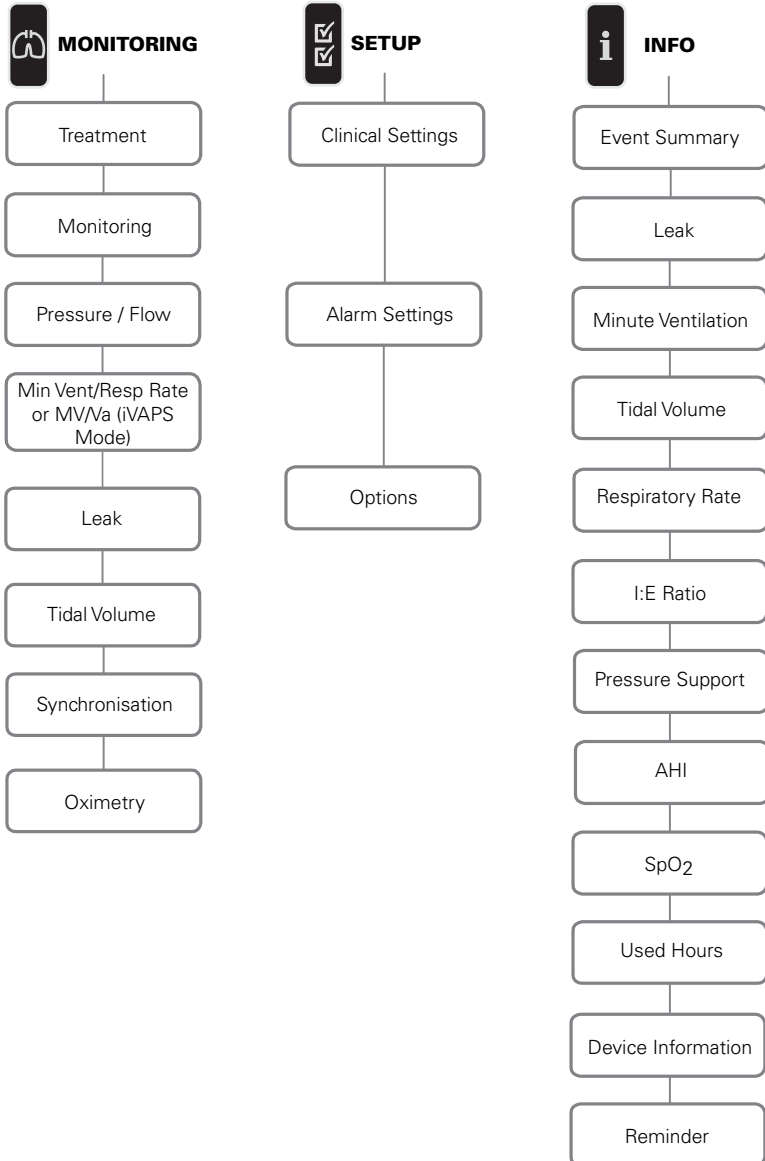 MONITORING
Treatment
Monitoring
Pressure / Flow
Min Vent/Resp Rate
or MV/Va (iVAPS
Mode)
Leak
Tidal Volume
Synchronisation
Oximetry
SETUP
Clinical Settings
Alarm Settings
Options
i
INFO
Event Summary
Leak
Minute Ventilation
Tidal Volume
Respiratory Rate
I:E Ratio
Pressure Support
AHI
SpO2
Used Hours
Device Information
Reminder